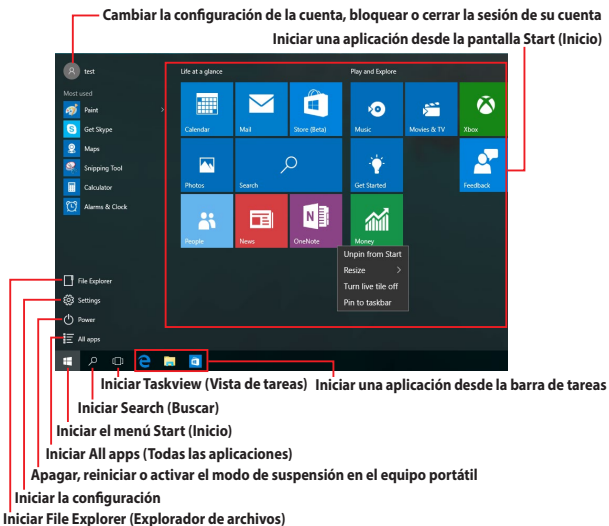 Cambiar la configuración de la cuenta, bloquear o cerrar la sesión de su cuenta
Iniciar una aplicación desde la pantalla Start (Inicio)
test
Life at a glance
Play and Explore
Most used
Paint
Get Skype
Maps
Snipping Tool
Calculator
Alarms & Clock
Calendar
Mail
Store (Beta)
Music
Movies & TV
Xbox
Photos
Search
Get Started
Feedback
People
News
OneNote
Money
Unpin from Start
Resize
Turn live tile off
Pin to taskbar
File Explorer
Settings
Power
All apps
Iniciar Taskview (Vista de tareas)
Iniciar una aplicación desde la barra de tareas
Iniciar Search (Buscar)
Iniciar el menú Start (Inicio)
Iniciar All apps (Todas las aplicaciones)
Apagar, reiniciar o activar el modo de suspensión en el equipo portátil
Iniciar la configuración
Iniciar File Explorer (Explorador de archivos)